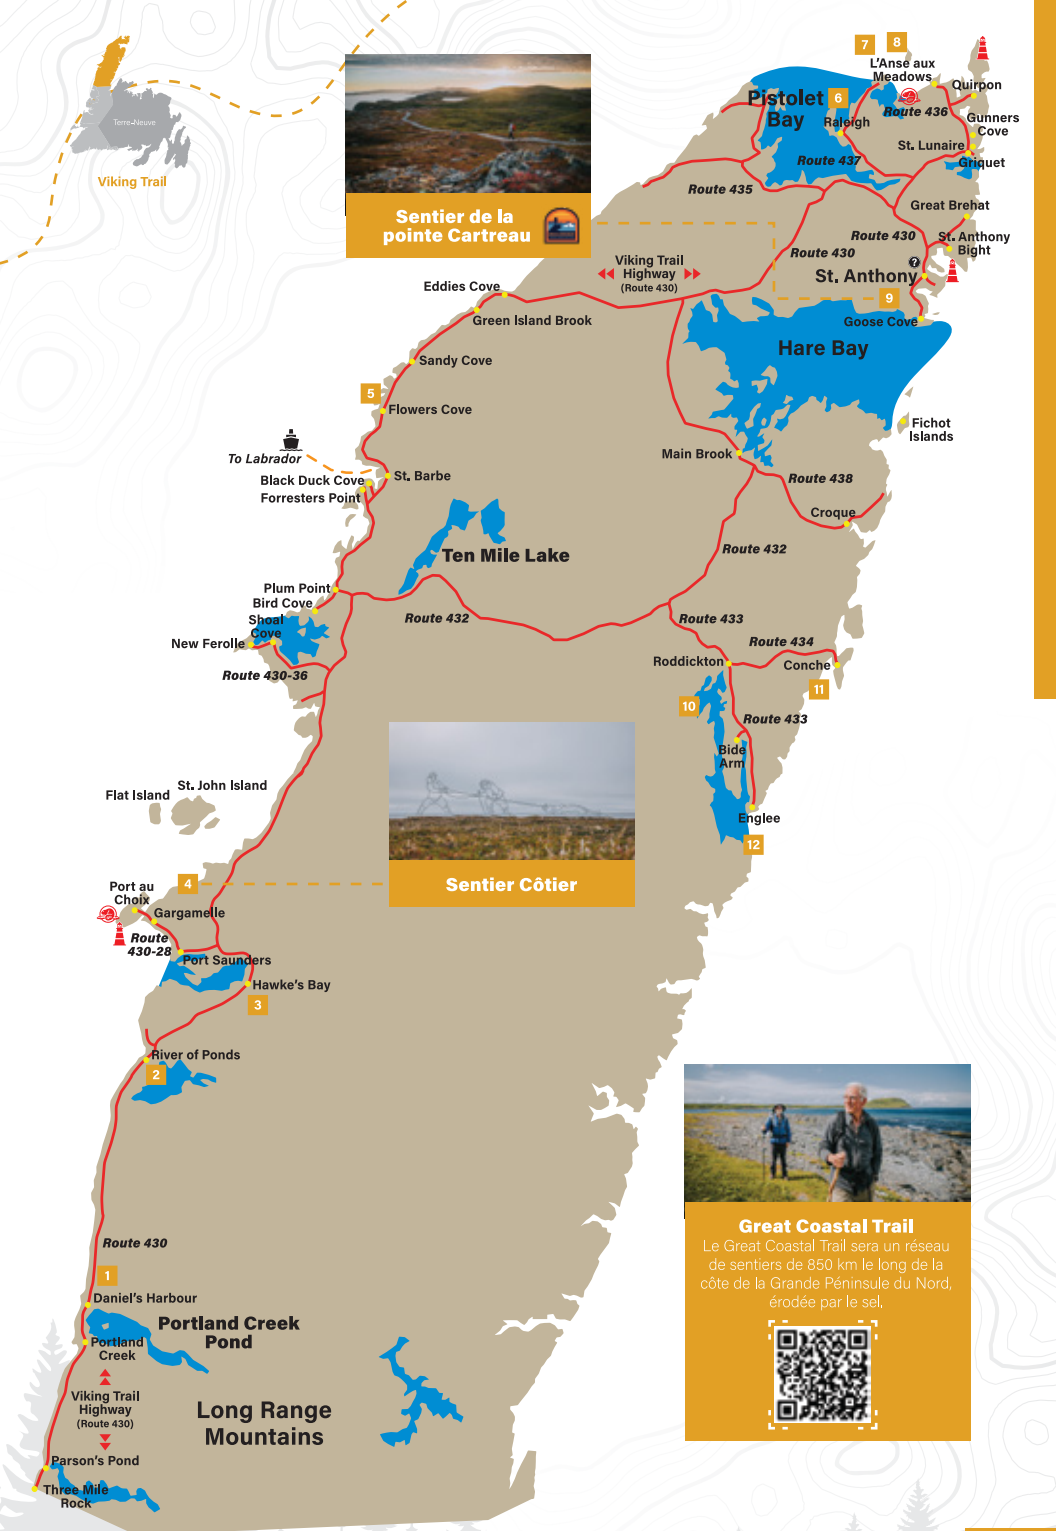 Terre-Neuve
Viking Trail
Sentier de la
pointe Cartreau
7
8
L'Anse aux
Meadows
Quirpon
Pistolet
Bay
6
Raleigh
Route 436
Gunners
Cove
St. Lunaire
Griquet
Route 437
Route 435
Great Brehat
Route 430
St. Anthony
Bight
Route 430
?
St. Anthony
Viking Trail
Highway
(Route 430)
9
Goose Cove
Eddies Cove
Green Island Brook
Hare Bay
Sandy Cove
5
Flowers Cove
Fichot
Islands
To Labrador
Main Brook
Black Duck Cove
St. Barbe
Forresters Point
Route 438
Croque
Ten Mile Lake
Route 432
Plum Point
Bird Cove
Shoal
Cove
New Ferolle
Route 432
Route 433
Route 434
Roddickton
Conche
Route 430-36
11
10
Route 433
Bide
Arm
St. John Island
Flat Island
Englee
12
Sentier Côtier
4
Port au
Choix
Gargamelle
Route
430-28
Port Saunders
Hawke's Bay
3
River of Ponds
2
Route 430
1
Daniel's Harbour
Portland Creek
Pond
Portland
Creek
Viking Trail
Highway
(Route 430)
Long Range
Mountains
Parson's Pond
Three Mile
Rock
Great Coastal Trail
Le Great Coastal Trail sera un réseau
de sentiers de 850 km le long de la
côte de la Grande Péninsule du Nord,
érodée par le sel.